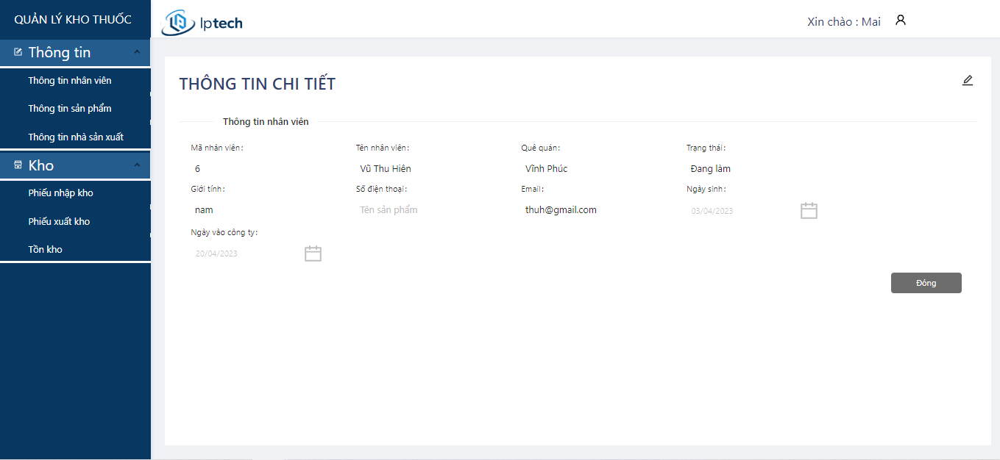 QUẢN LÝ KHO THUỐC
lptech
Xin chào : Mai
Thông tin
Thông tin nhân viên
Thông tin sản phẩm
Thông tin nhà sản xuất
Kho
Phiếu nhập kho
Phiếu xuất kho
Tồn kho
THÔNG TIN CHI TIẾT
Thông tin nhân viên
Mã nhân viên: Tên nhân viên: Quê quán: Trạng thái:
6 Vũ Thu Hiên Vĩnh Phúc Đang làm
Giới tính: Số điện thoại: Email: Ngày sinh:
nam Tên sản phẩm thuh@gmail.com 03/04/2023
Ngày vào công ty:
20/04/2023
Đóng